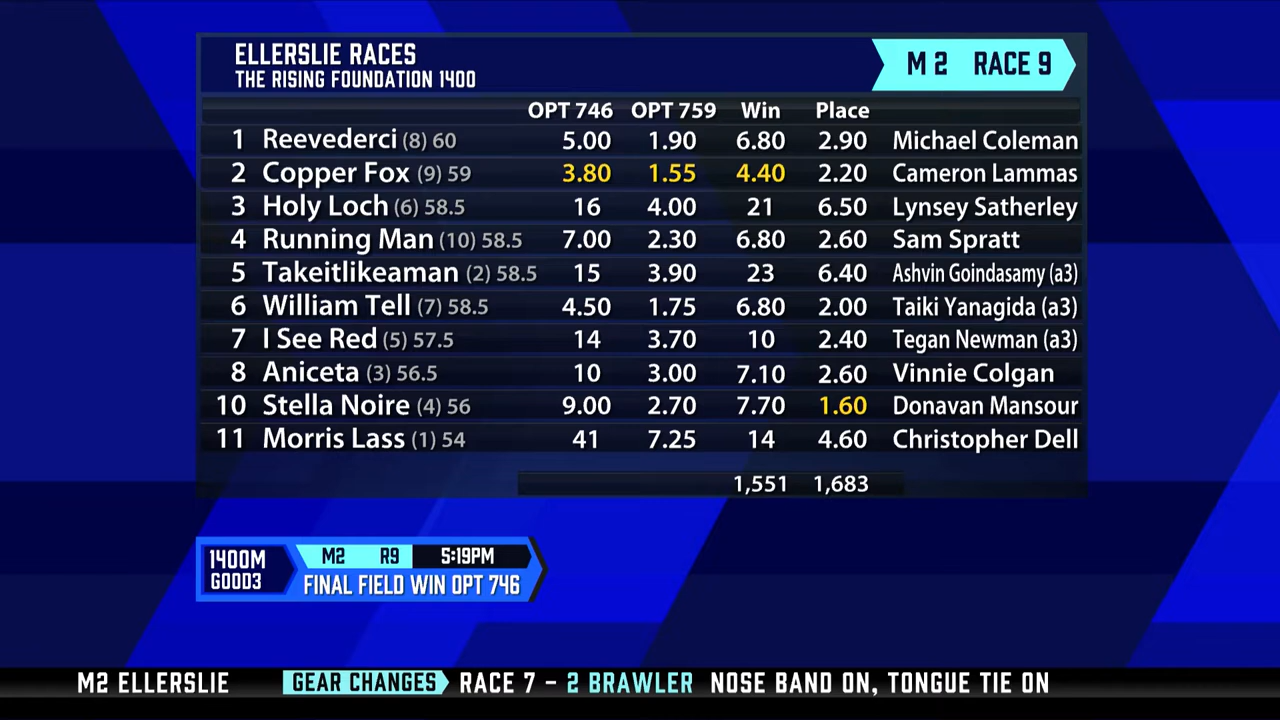 ELLERSLIE RACES
THE RISING FOUNDATION 1400
M 2 RACE 9
OPT 746 OPT 759 Win Place
1 Reevederci (8) 60 5.00 1.90 6.80 2.90 Michael Coleman
2 Copper Fox (9) 59 3.80 1.55 4.40 2.20 Cameron Lammas
3 Holy Loch (6) 58.5 16 4.00 21 6.50 Lynsey Satherley
4 Running Man (10) 58.5 7.00 2.30 6.80 2.60 Sam Spratt
5 Takeitlikeaman (2) 58.5 15 3.90 23 6.40 Ashvin Goindasamy (a3)
6 William Tell (7) 58.5 4.50 1.75 6.80 2.00 Taiki Yanagida (a3)
7 I See Red (5) 57.5 14 3.70 10 2.40 Tegan Newman (a3)
8 Aniceta (3) 56.5 10 3.00 7.10 2.60 Vinnie Colgan
10 Stella Noire (4) 56 9.00 2.70 7.70 1.60 Donavan Mansour
11 Morris Lass (1) 54 41 7.25 14 4.60 Christopher Dell
1,551 1,683
1400M
GOOD3
M2 R9 5:19PM
FINAL FIELD WIN OPT 746
M2 ELLERSLIE GEAR CHANGES RACE 7 - 2 BRAWLER NOSE BAND ON, TONGUE TIE ON